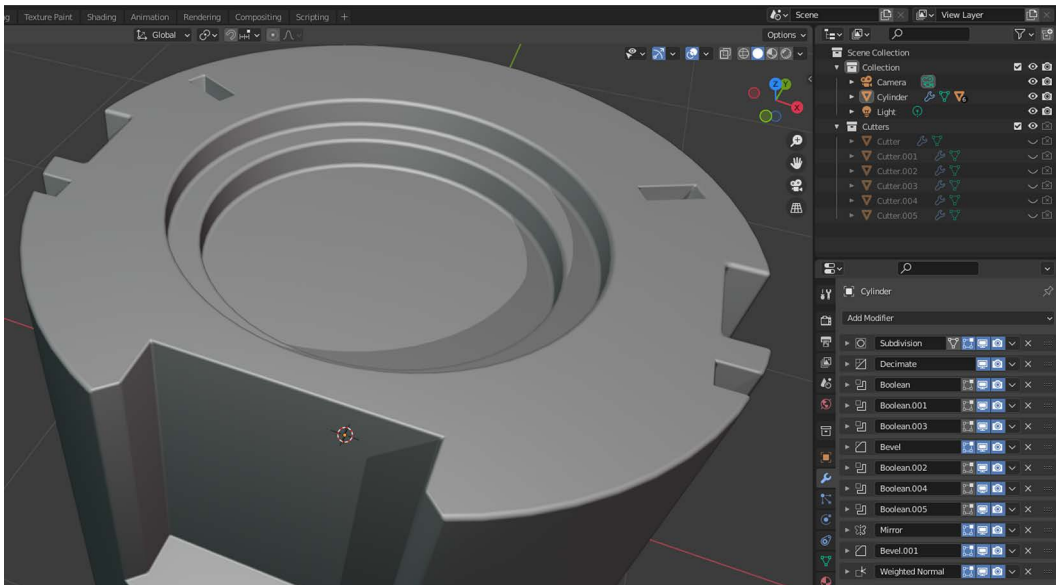 Texture Paint Shading Animation Rendering Compositing Scripting + Scene View Layer
Global Options
Scene Collection
Collection
Camera
Cylinder 6
Light
Cutters
Cutter
Cutter.001
Cutter.002
Cutter.003
Cutter.004
Cutter.005
Z Y
X
Cylinder
Add Modifier
Subdivision
Decimate
Boolean
Boolean.001
Boolean.003
Bevel
Boolean.002
Boolean.004
Boolean.005
Mirror
Bevel.001
Weighted Normal